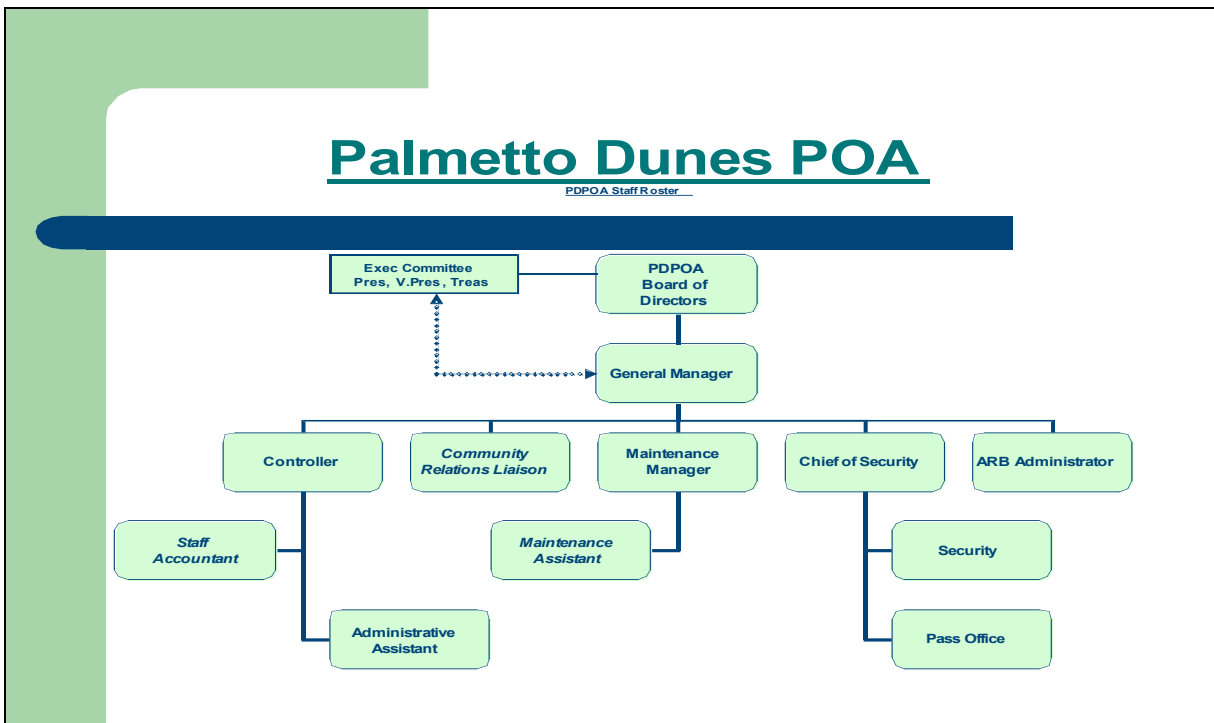 Palmetto Dunes POA
PDPOA Staff Roster
Exec Committee
Pres, V.Pres, Treas
PDPOA
Board of
Directors
General Manager
Controller
Community
Relations Liaison
Maintenance
Manager
Chief of Security
ARB Administrator
Staff
Accountant
Maintenance
Assistant
Security
Administrative
Assistant
Pass Office